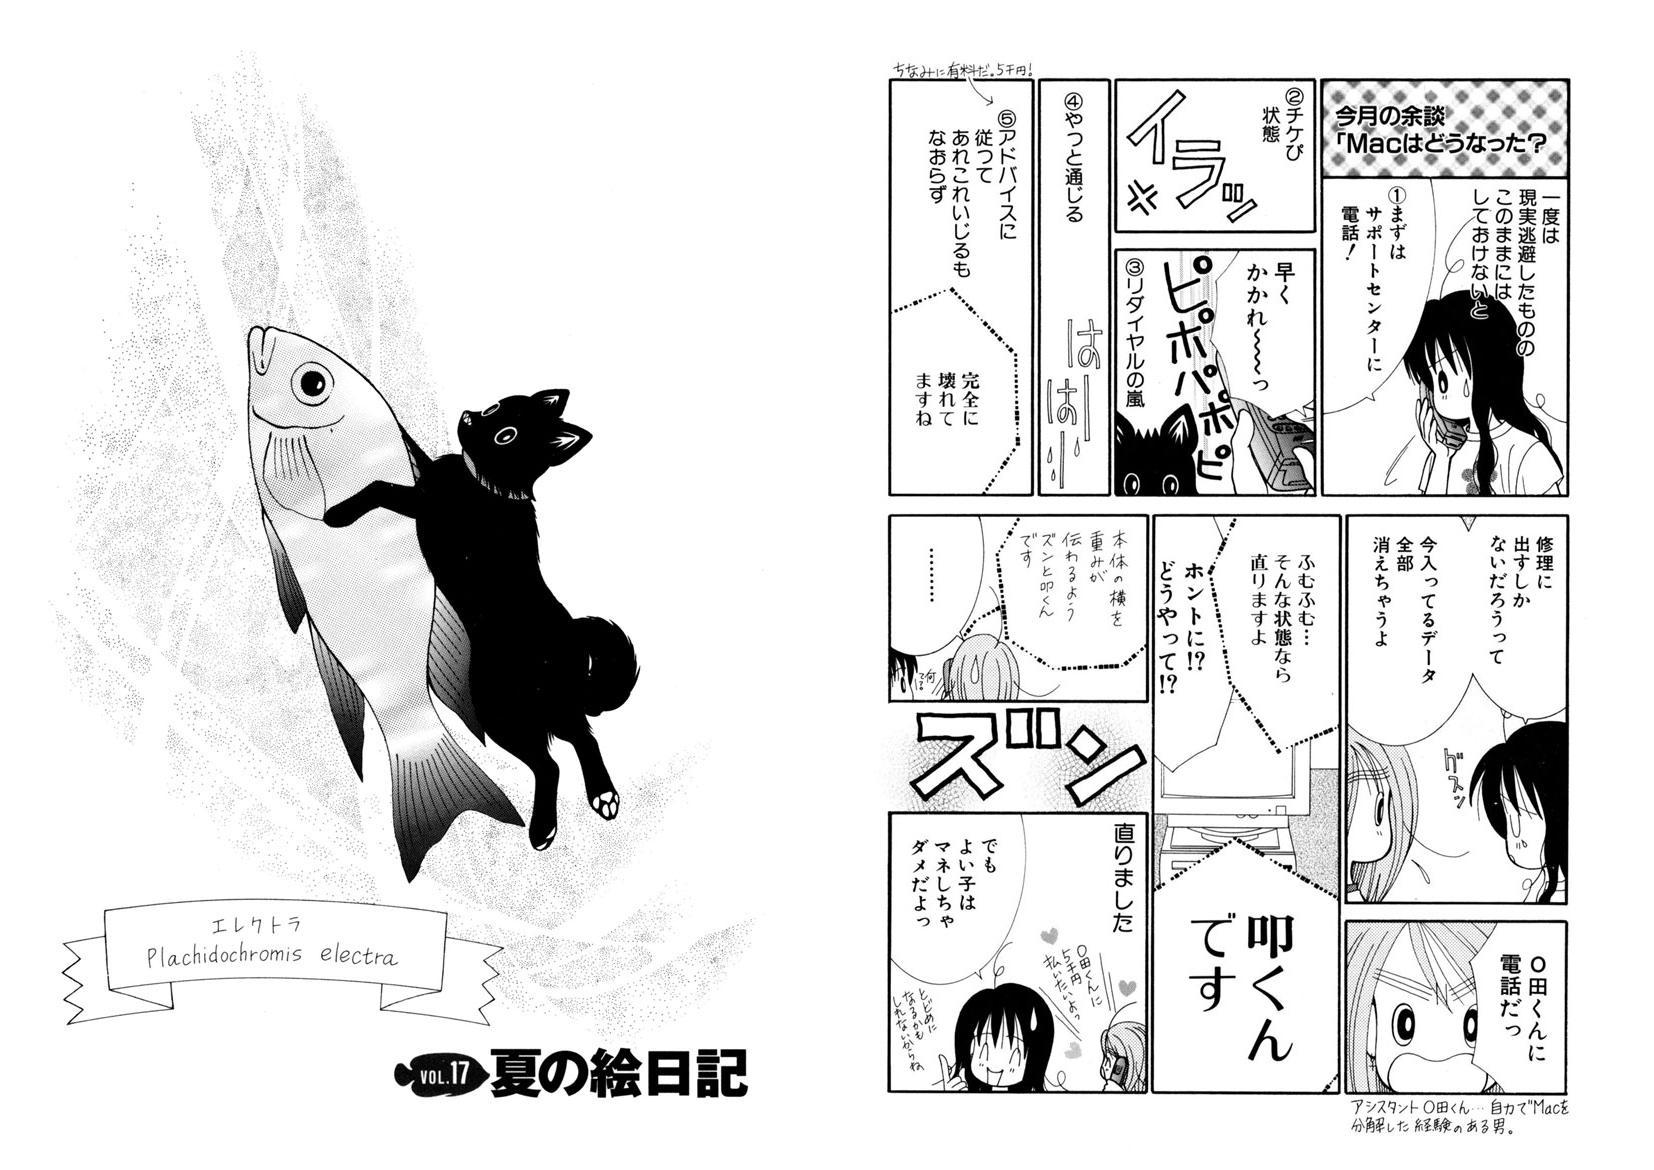 今月の余談
「Macはどうなった?
一度は
現実逃避したものの
このままには
しておけないと
①まずは
サポートセンターに
電話!
②チケぴ
状態
イラッ
早く
かかれ〜〜〜っ
ピポパポピ
③リダイヤルの嵐
④やっと通じる
はー
はー…
ちなみに有料だ。5千円!
⑤アドバイスに
従って
あれこれいじるも
なおらず
完全に
壊れて
ますね
修理に
出すしか
ないだろうって
今入ってるデータ
全部
消えちゃうよ
グスッ
O田くんに
電話だっ
アシスタントO田くん…自力でMacを
分解した経験のある男。
ふむふむ…
そんな状態なら
直りますよ
ホントに!?
どうやって!?
叩くん
です
本体の横を
重みが
伝わるよう
ズンと叩くん
です
………
何て?
ズンッ
直りました
でも
よい子は
マネしちゃ
ダメだよっ
O田くんに
5千円
払いたいよっ
とどめに
なるかも
しれないからね
エレクトラ
Plachidochromis electra
VOL.17 夏の絵日記